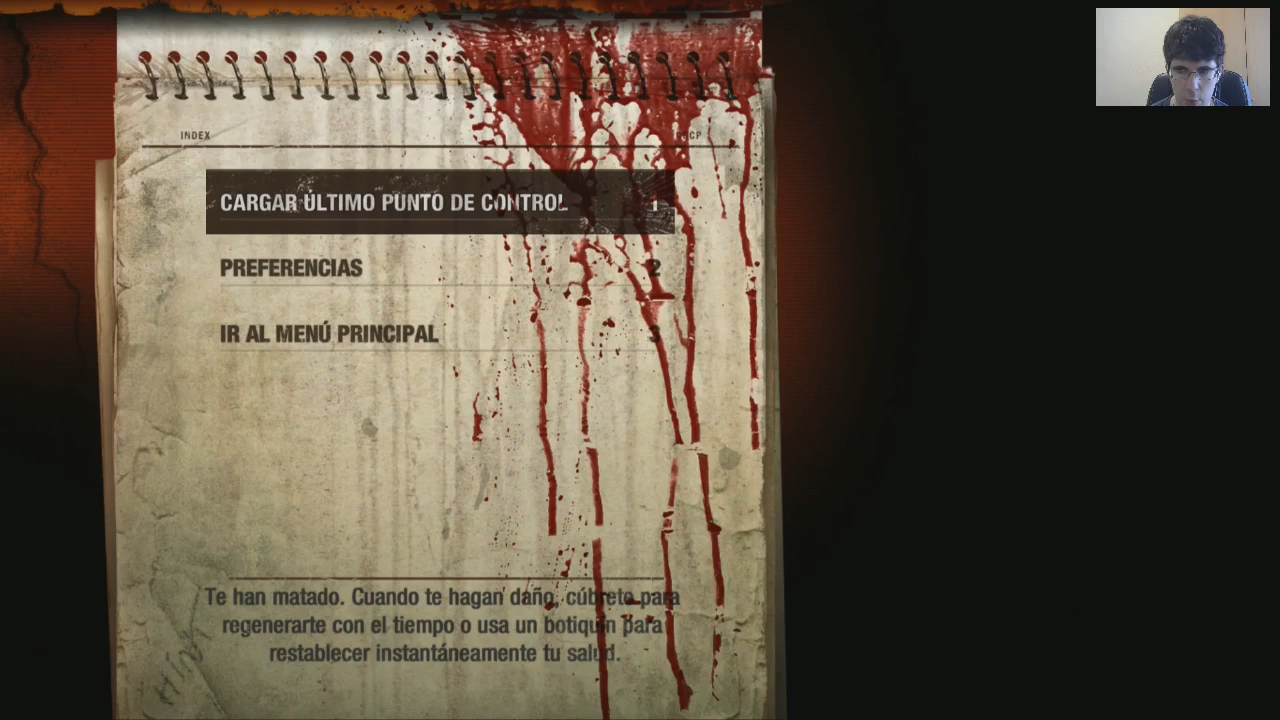 INDEX
CARGAR ÚLTIMO PUNTO DE CONTROL 1
PREFERENCIAS 2
IR AL MENÚ PRINCIPAL 3
Te han matado. Cuando te hagan daño, cúbrete para
regenerarte con el tiempo o usa un botiquín para
restablecer instantáneamente tu salud.